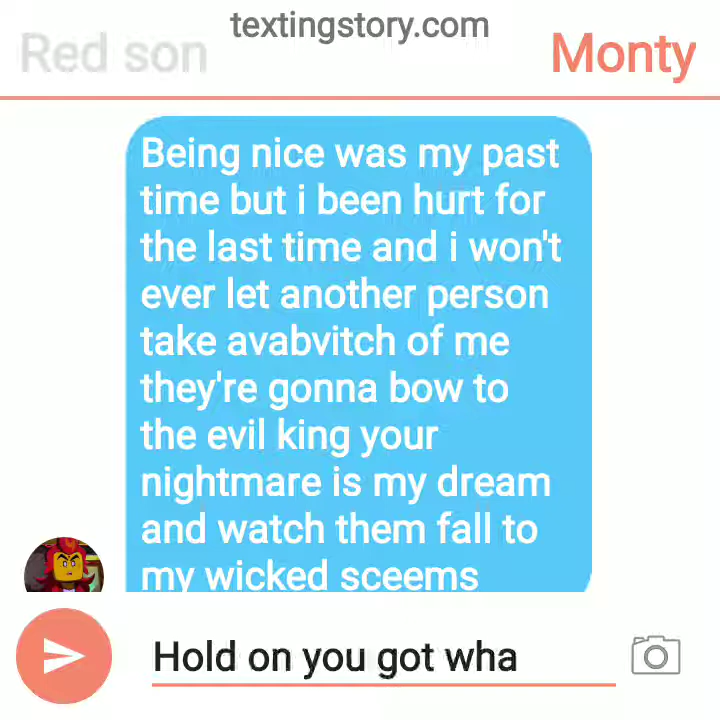 textingstory.com
Red son
Monty
Being nice was my past
time but i been hurt for
the last time and i won't
ever let another person
take avabvitch of me
they're gonna bow to
the evil king your
nightmare is my dream
and watch them fall to
my wicked sceems
Hold on you got wha